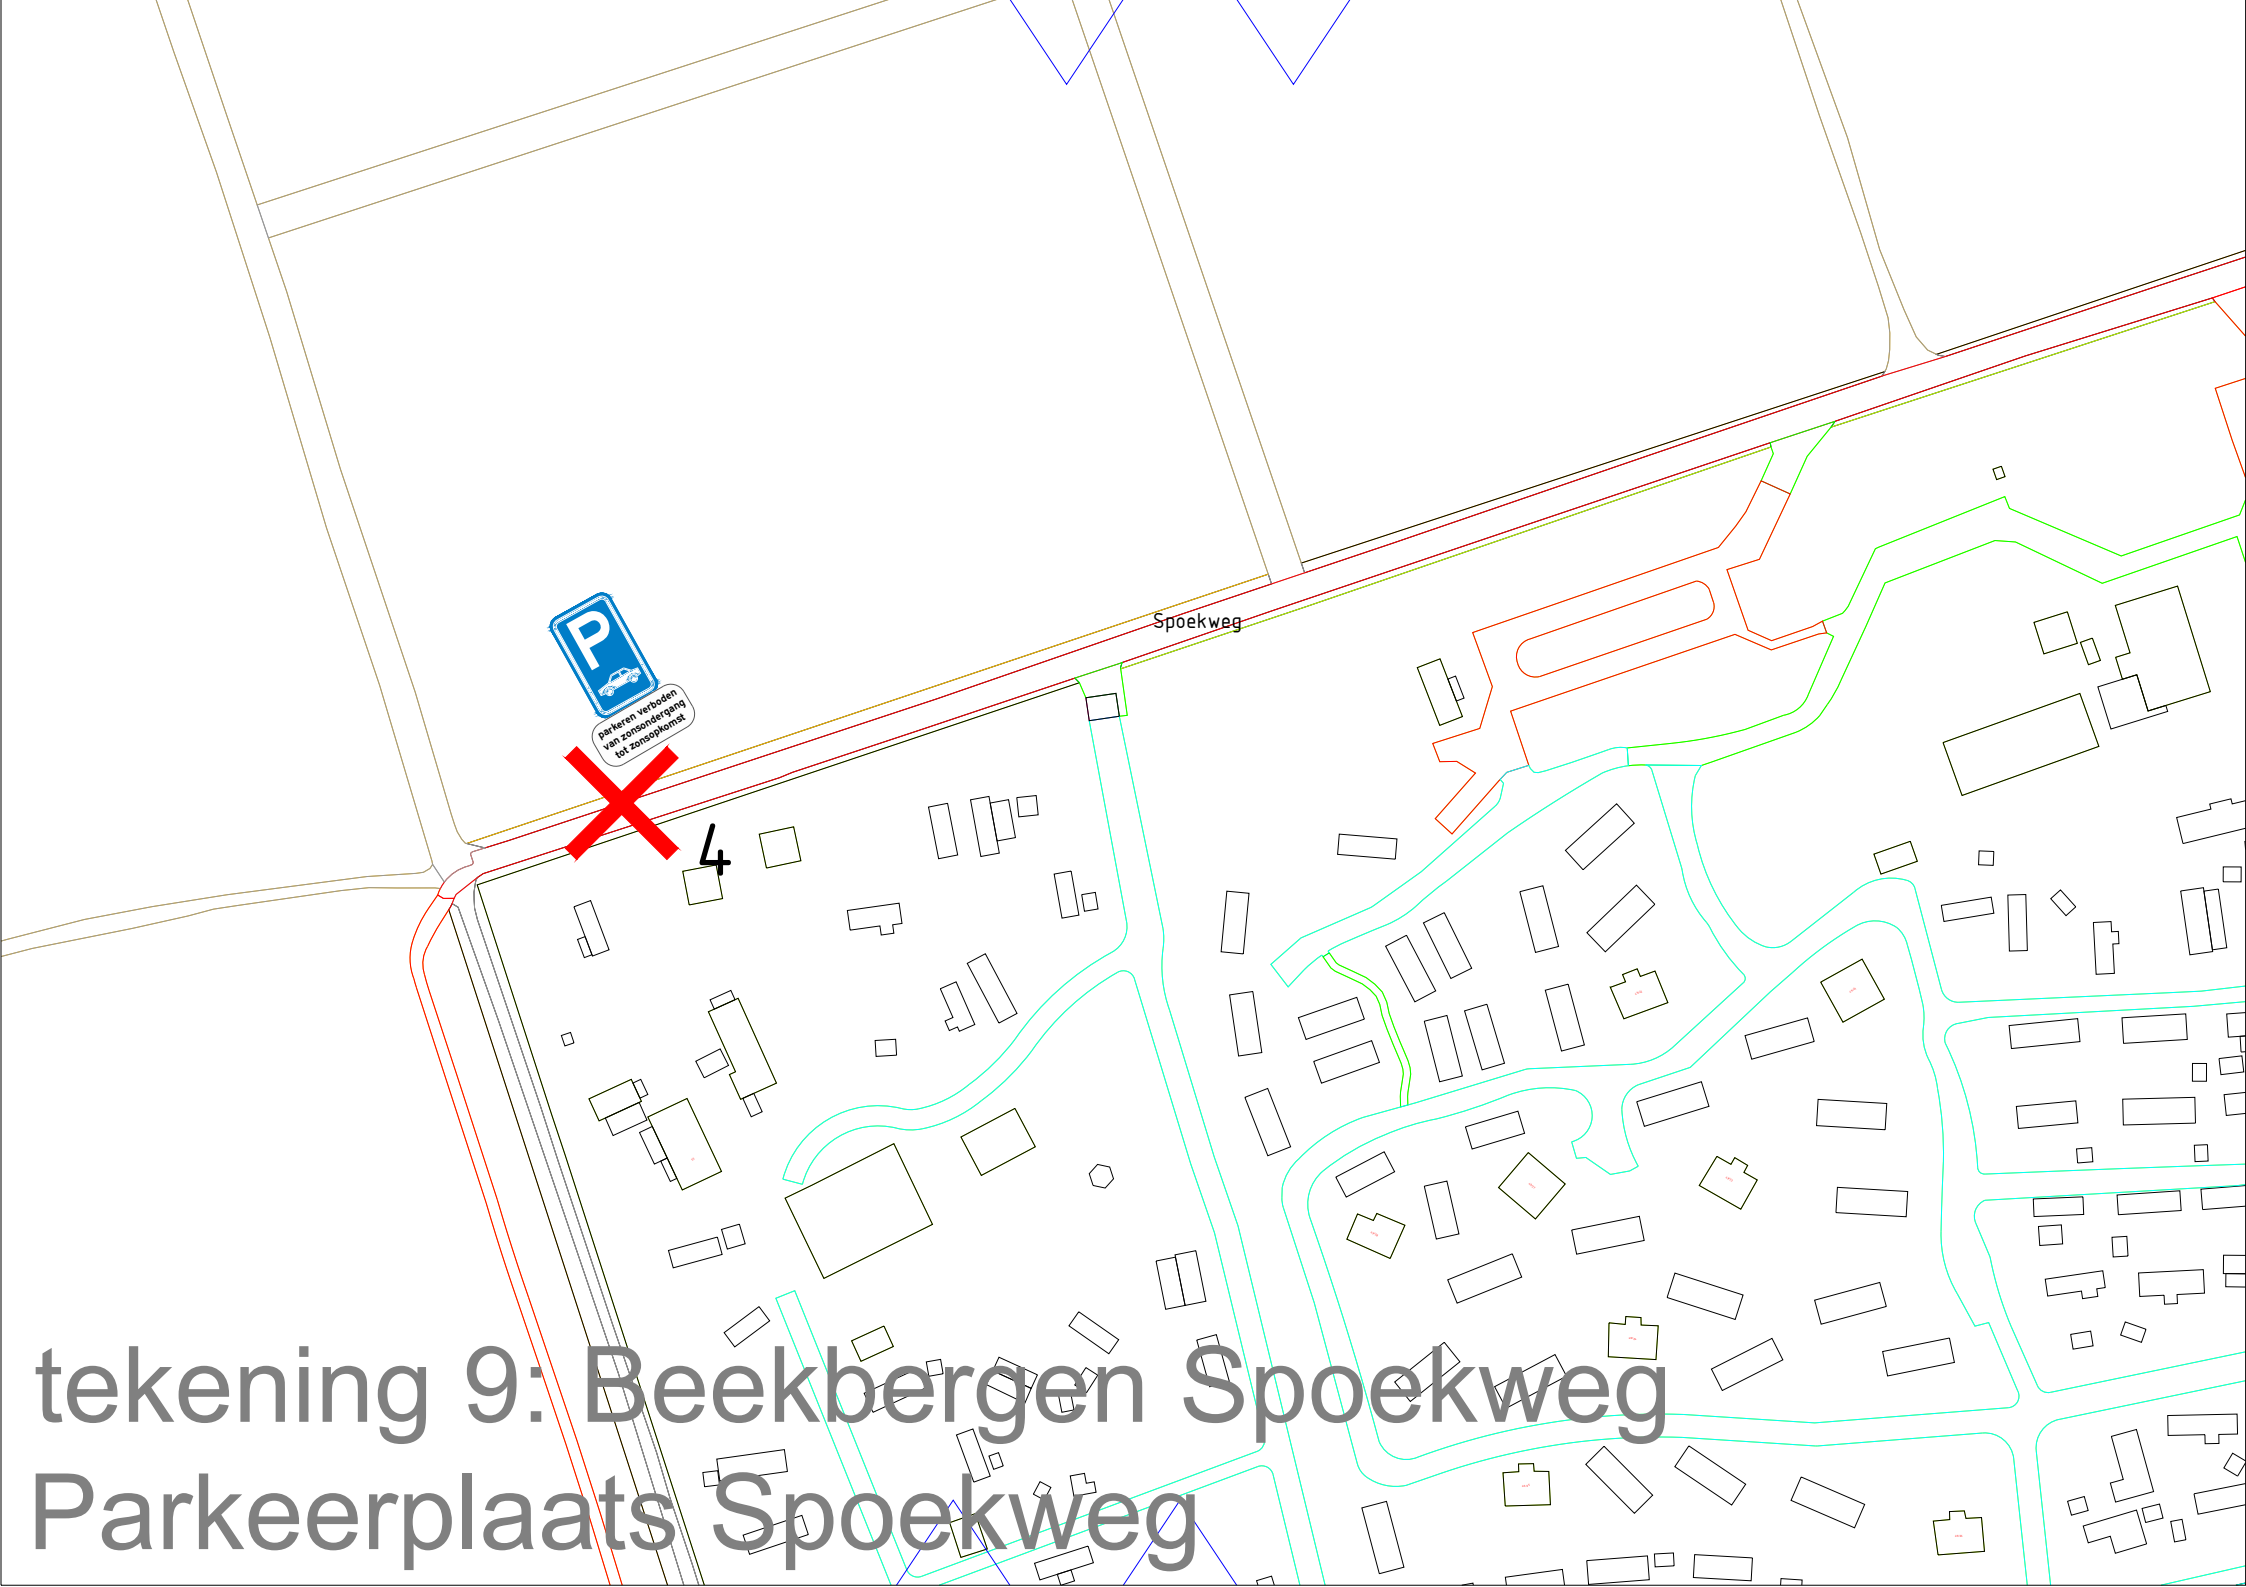 Spoekweg
P
parkeren verboden
van zonsondergang
tot zonsopkomst
4
tekening 9: Beekbergen Spoekweg
Parkeerplaats Spoekweg